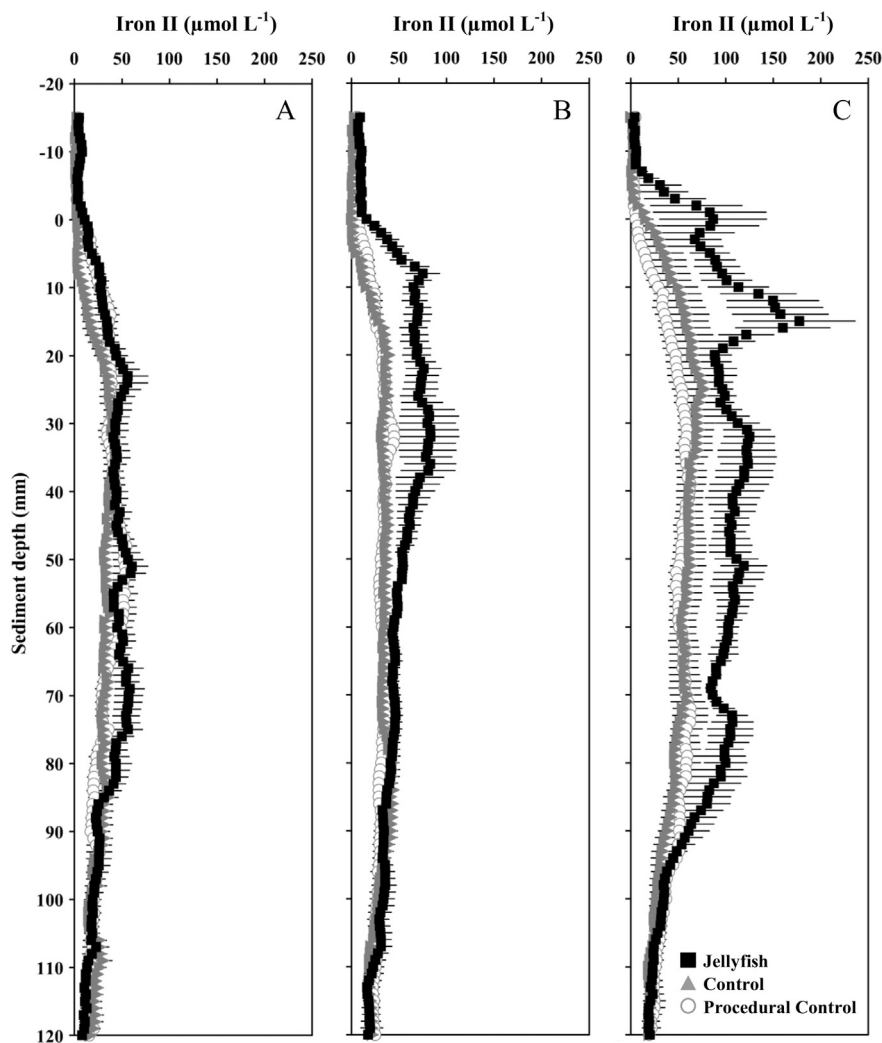 Iron II (µmol L⁻¹) Iron II (µmol L⁻¹) Iron II (µmol L⁻¹)
0 50 100 150 200 250 0 50 100 150 200 250 0 50 100 150 200 250
-20
A B C
-10
0
10
20
30
40
50
60
70
80
90
100
110
120
Sediment depth (mm)
Jellyfish
Control
Procedural Control